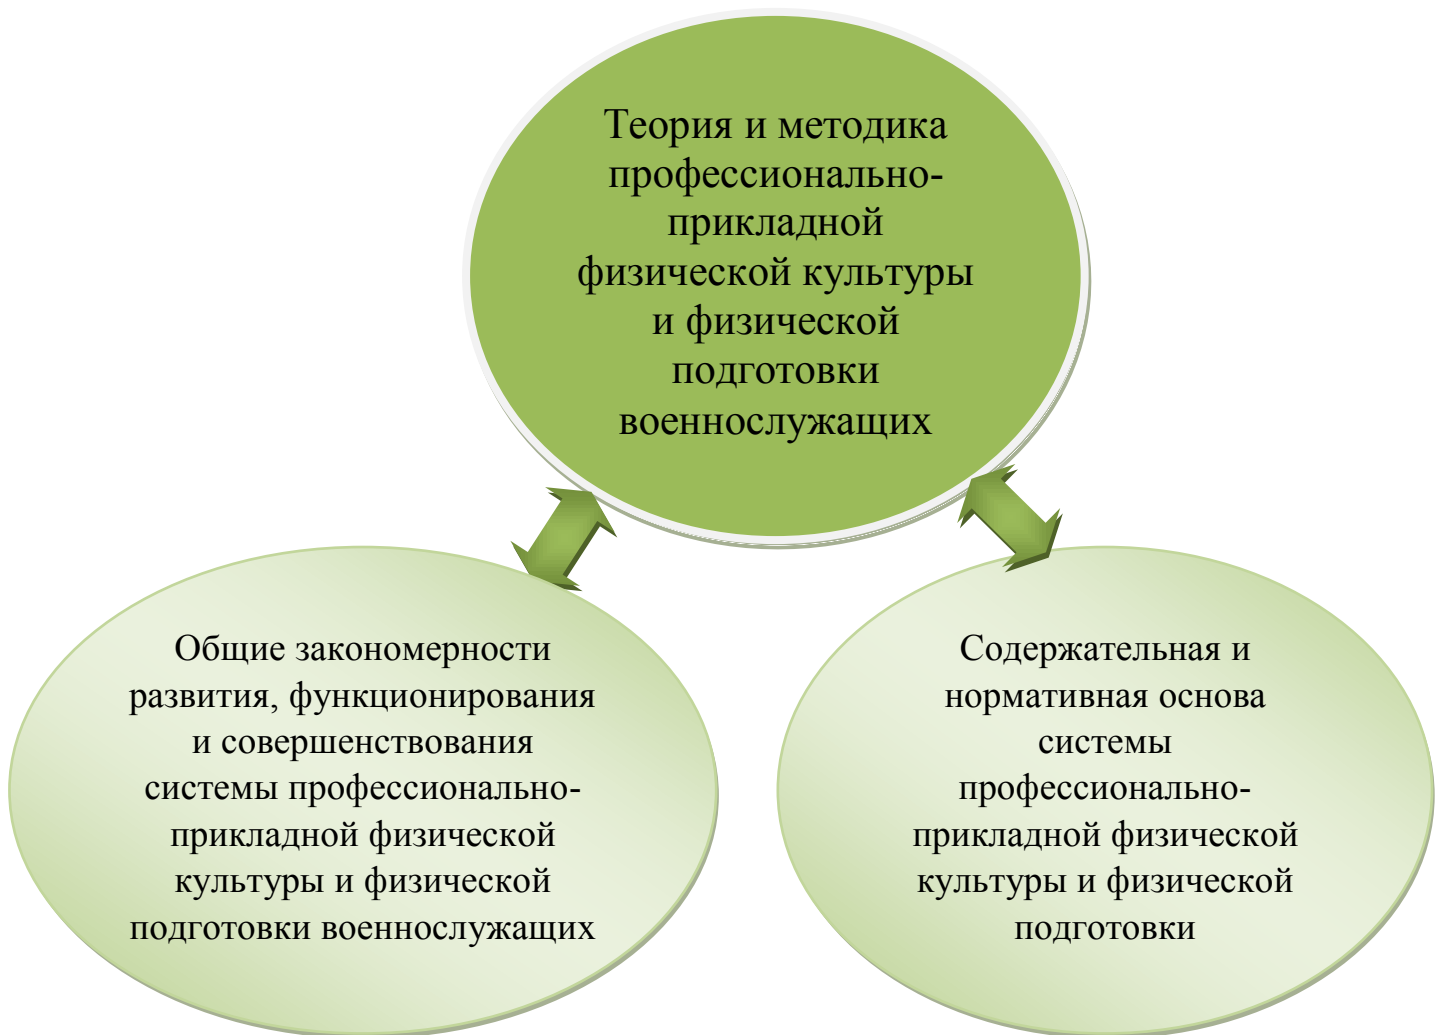 Теория и методика
профессионально-
прикладной
физической культуры
и физической
подготовки
военнослужащих
Общие закономерности
развития, функционирования
и совершенствования
системы профессионально-
прикладной физической
культуры и физической
подготовки военнослужащих
Содержательная и
нормативная основа
системы
профессионально-
прикладной физической
культуры и физической
подготовки